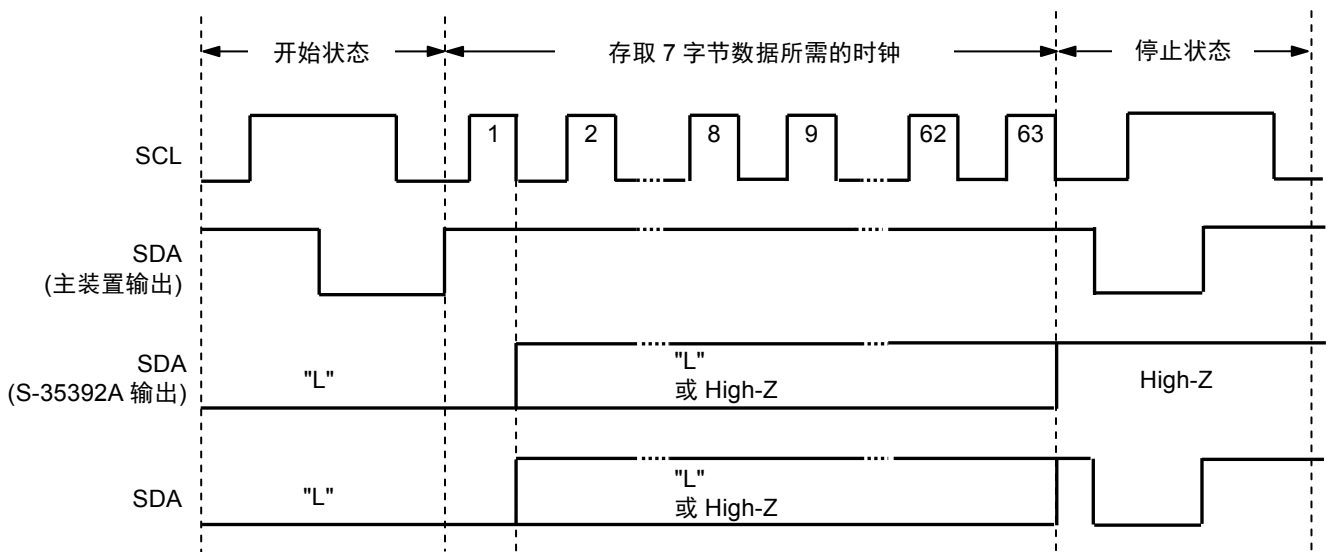 开始状态
存取 7 字节数据所需的时钟
停止状态
SCL
1
2
8
9
62
63
SDA
(主装置输出)
SDA
(S-35392A 输出)
"L"
"L"
或 High-Z
High-Z
SDA
"L"
"L"
或 High-Z